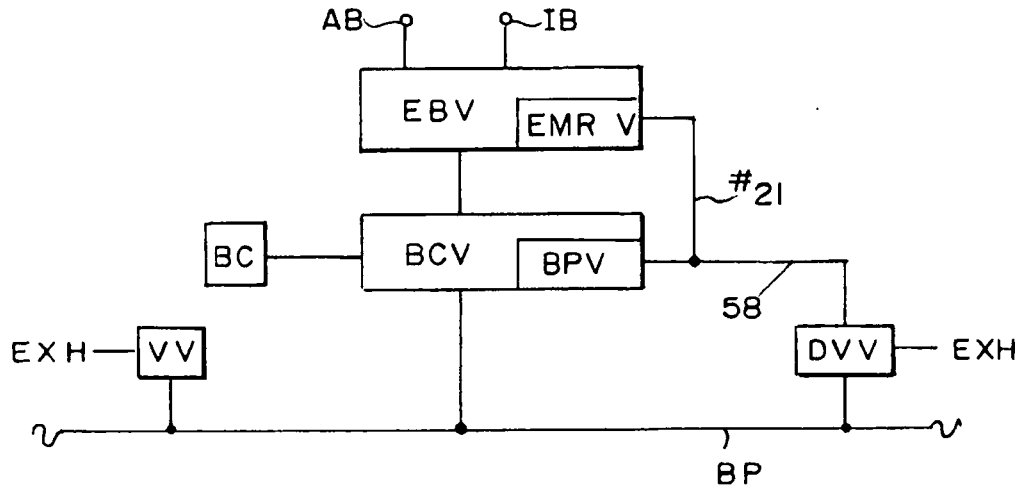 AB IB
EBV
EMR V
#21
BC
BCV
BPV
58
EXH VV
DVV EXH
BP